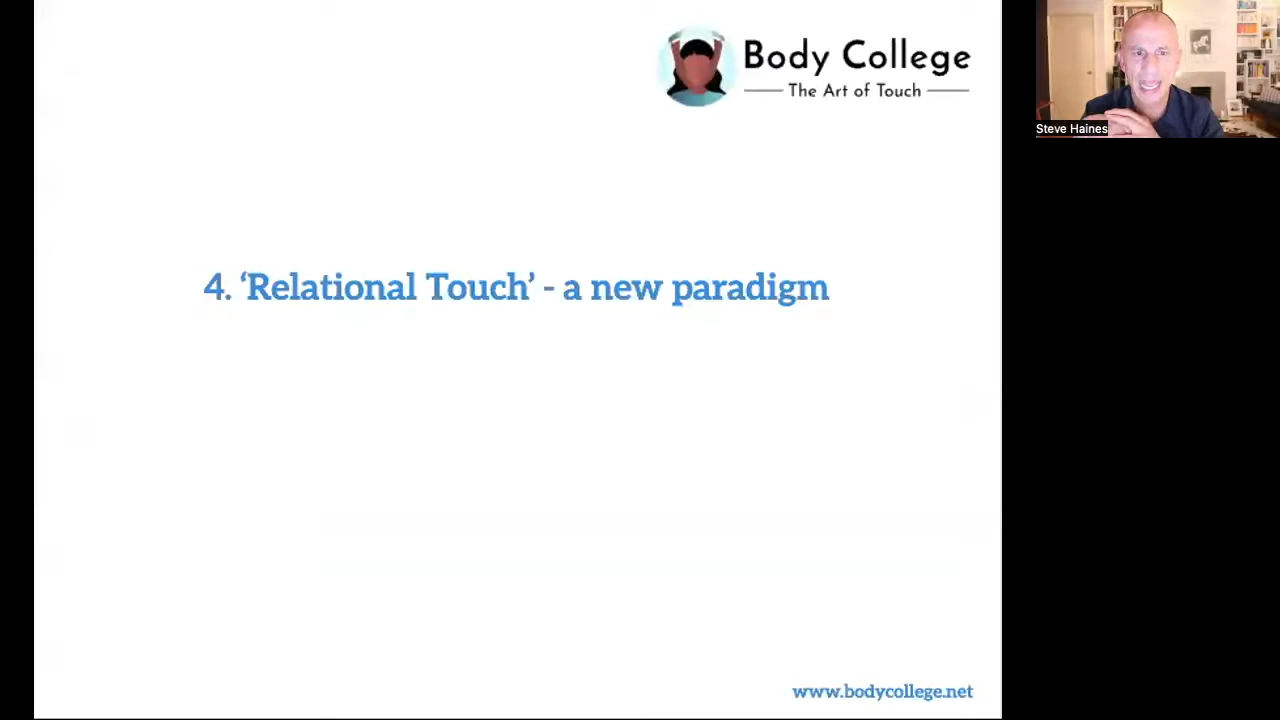 Body College
The Art of Touch
Steve Haines
4. ‘Relational Touch’ - a new paradigm
www.bodycollege.net